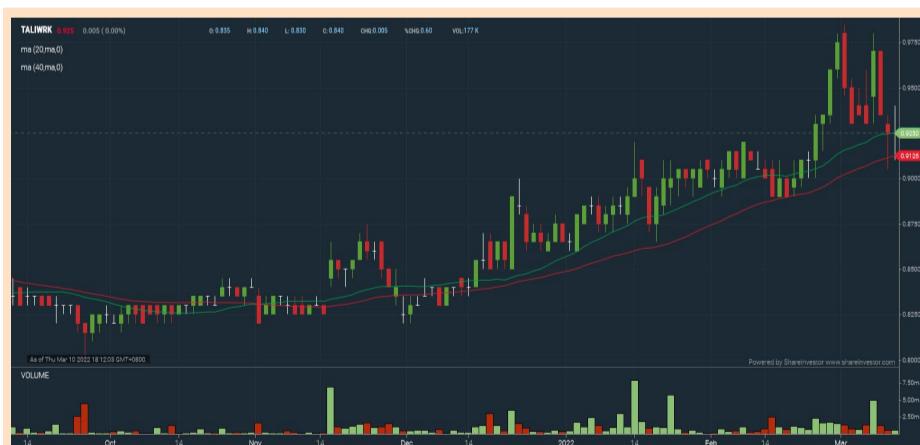 TALIWRK 0.925 0.005 ( 0.00%) O: 0.835 H: 0.840 L: 0.830 C: 0.840 CHG:0.005 %CHG:0.60 VOL:177 K
ma (20,ma,0)
ma (40,ma,0)
0.9750
0.9500
0.9250
0.9125
0.9000
0.8750
0.8500
0.8250
0.8000
As of Thu Mar 10 2022 18:12:03 GMT+0800
Powered by ShareInvestor www.shareinvestor.com
VOLUME
7.50m
5.00m
2.50m
14 Oct 14 Nov 14 Dec 14 2022 14 Feb 14 Mar